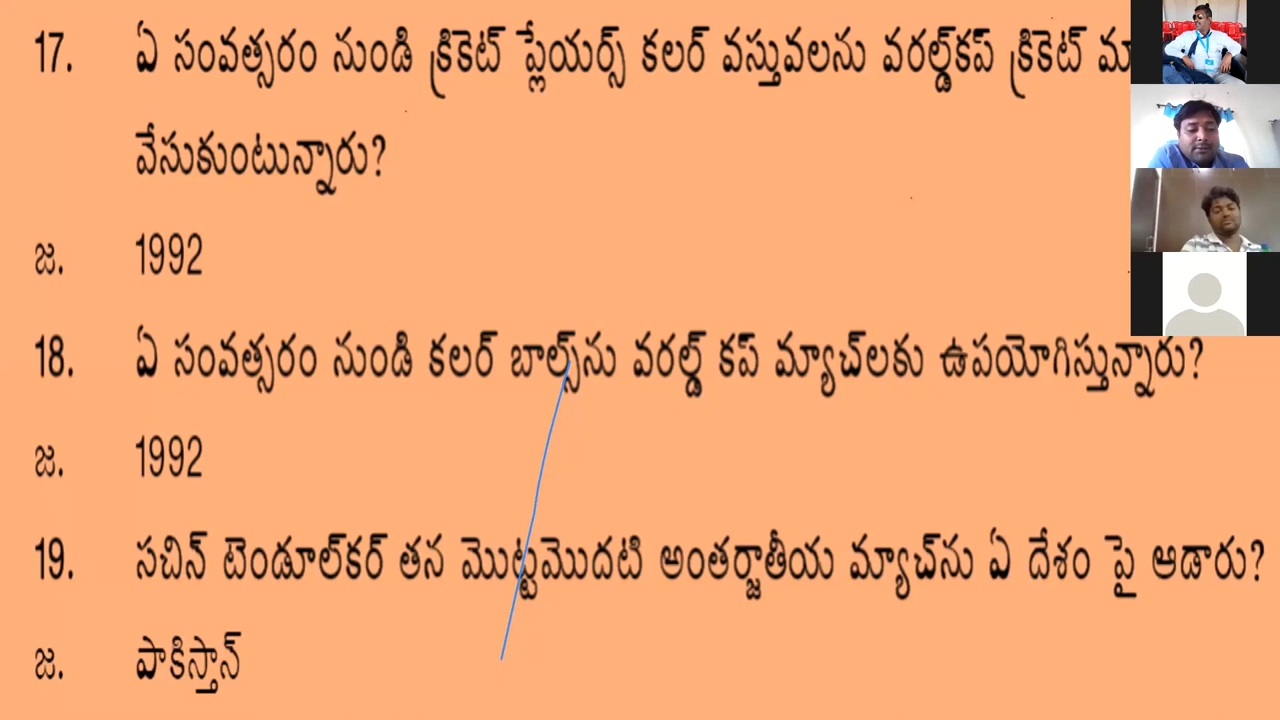 17. ఏ సంవత్సరం నుండి క్రికెట్ ప్లేయర్స్ కలర్ వస్తువలను వరల్డ్‌కప్ క్రికెట్
వేసుకుంటున్నారు?
జ. 1992
18. ఏ సంవత్సరం నుండి కలర్ బాల్స్‌ను వరల్డ్ కప్ మ్యాచ్‌లకు ఉపయోగిస్తున్నారు?
జ. 1992
19. సచిన్ టెండూల్‌కర్ తన మొట్టమొదటి అంతర్జాతీయ మ్యాచ్‌ను ఏ దేశం పై ఆడారు?
జ. పాకిస్తాన్